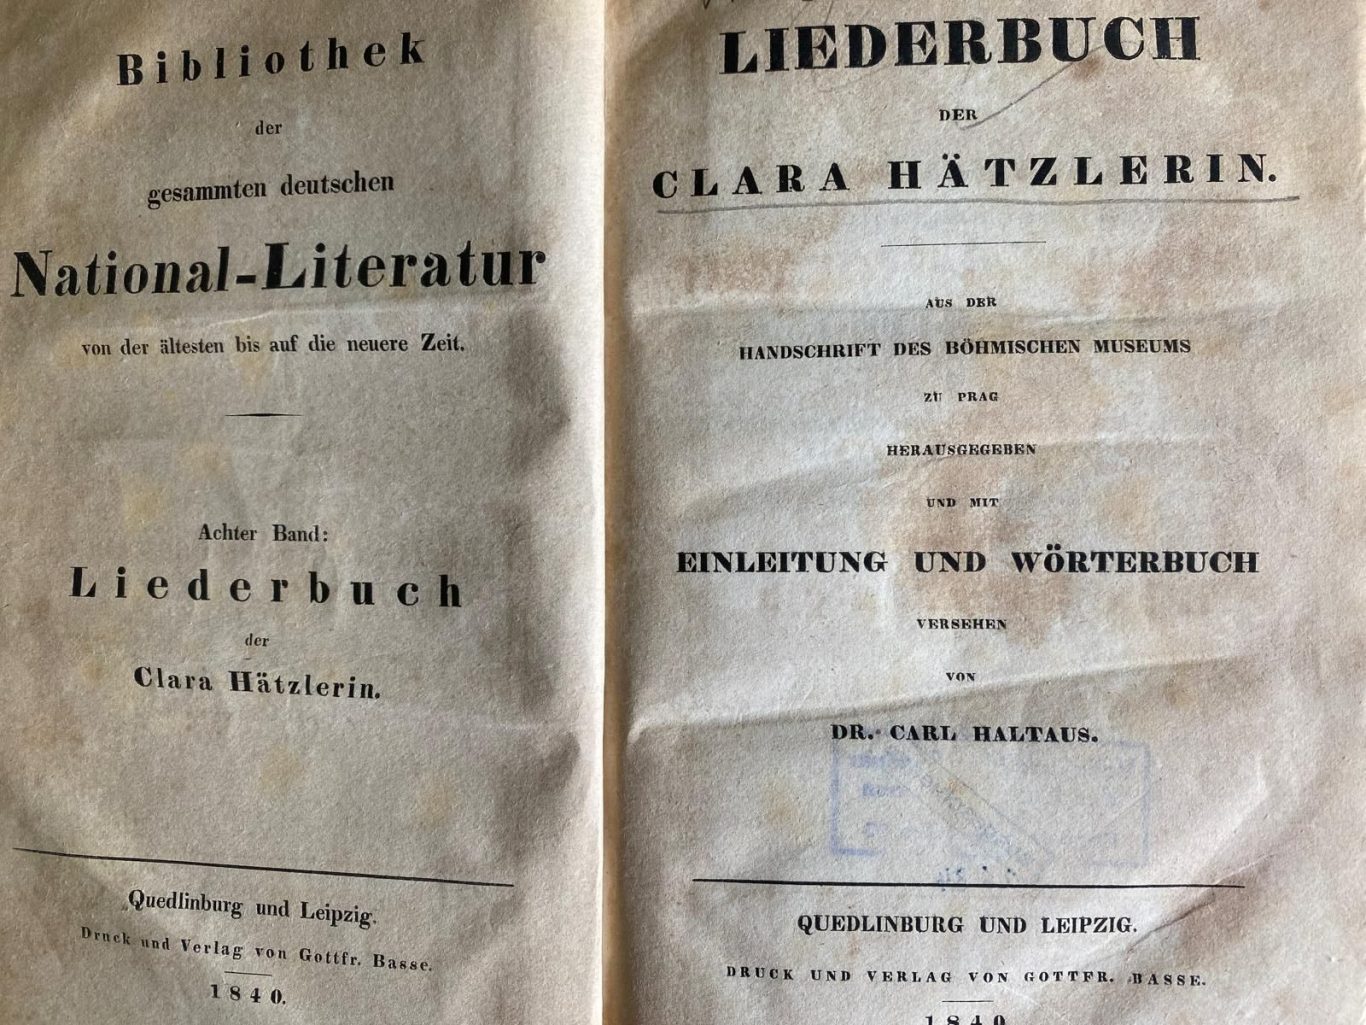 Bibliothek
der
gesammten deutschen
National-Literatur
von der ältesten bis auf die neuere Zeit.
Achter Band:
Liederbuch
der
Clara Hätzlerin.
Quedlinburg und Leipzig.
Druck und Verlag von Gottfr. Basse.
1840.
LIEDERBUCH
DER
CLARA HÄTZLERIN.
AUS DER
HANDSCHRIFT DES BÖHMISCHEN MUSEUMS
ZU PRAG
HERAUSGEGEBEN
UND MIT
EINLEITUNG UND WÖRTERBUCH
VERSEHEN
VON
DR. CARL HALTAUS.
QUEDLINBURG UND LEIPZIG.
DRUCK UND VERLAG VON GOTTFR. BASSE.
1840